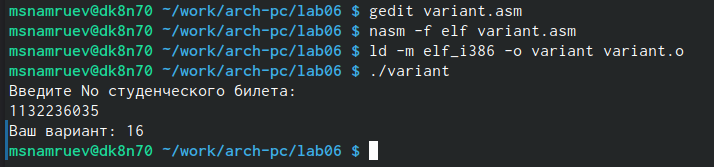 msnamruev@dk8n70 ~/work/arch-pc/lab06 $ gedit variant.asm
msnamruev@dk8n70 ~/work/arch-pc/lab06 $ nasm -f elf variant.asm
msnamruev@dk8n70 ~/work/arch-pc/lab06 $ ld -m elf_i386 -o variant variant.o
msnamruev@dk8n70 ~/work/arch-pc/lab06 $ ./variant
Введите No студенческого билета:
1132236035
Ваш вариант: 16
msnamruev@dk8n70 ~/work/arch-pc/lab06 $